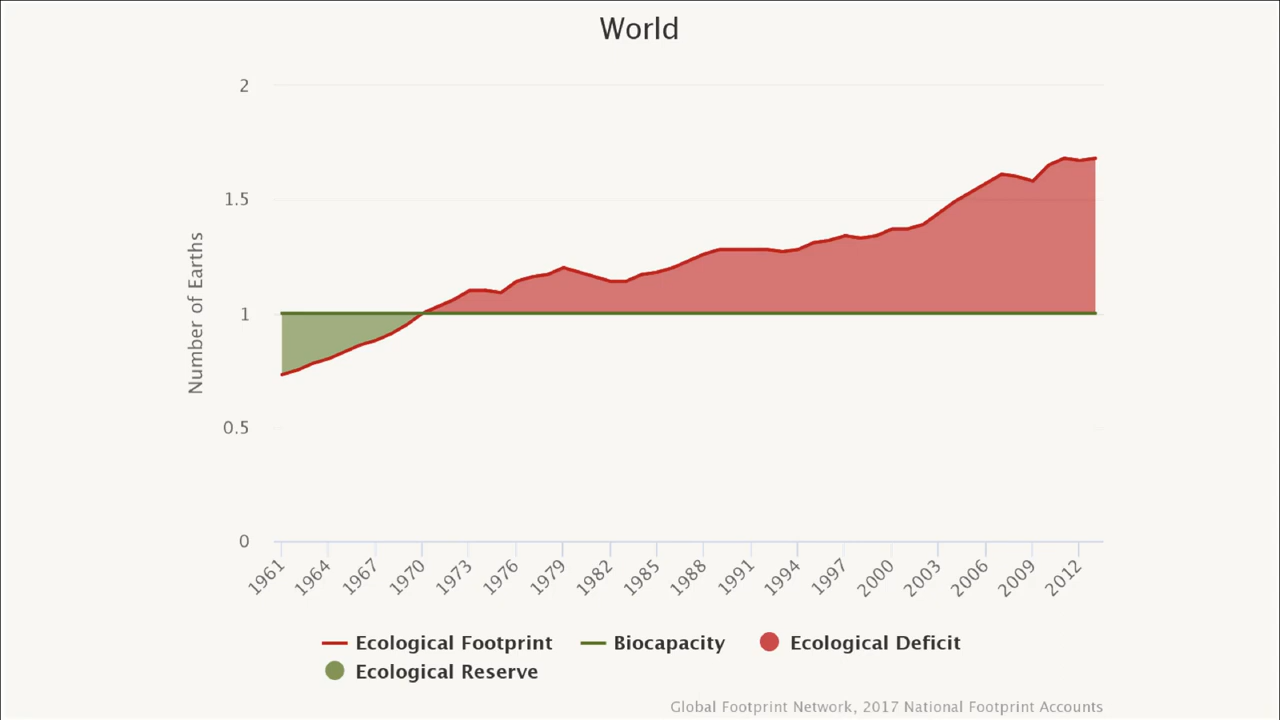 World
2
1.5
1
0.5
0
Number of Earths
1961 1964 1967 1970 1973 1976 1979 1982 1985 1988 1991 1994 1997 2000 2003 2006 2009 2012
Ecological Footprint Biocapacity Ecological Deficit
Ecological Reserve
Global Footprint Network, 2017 National Footprint Accounts